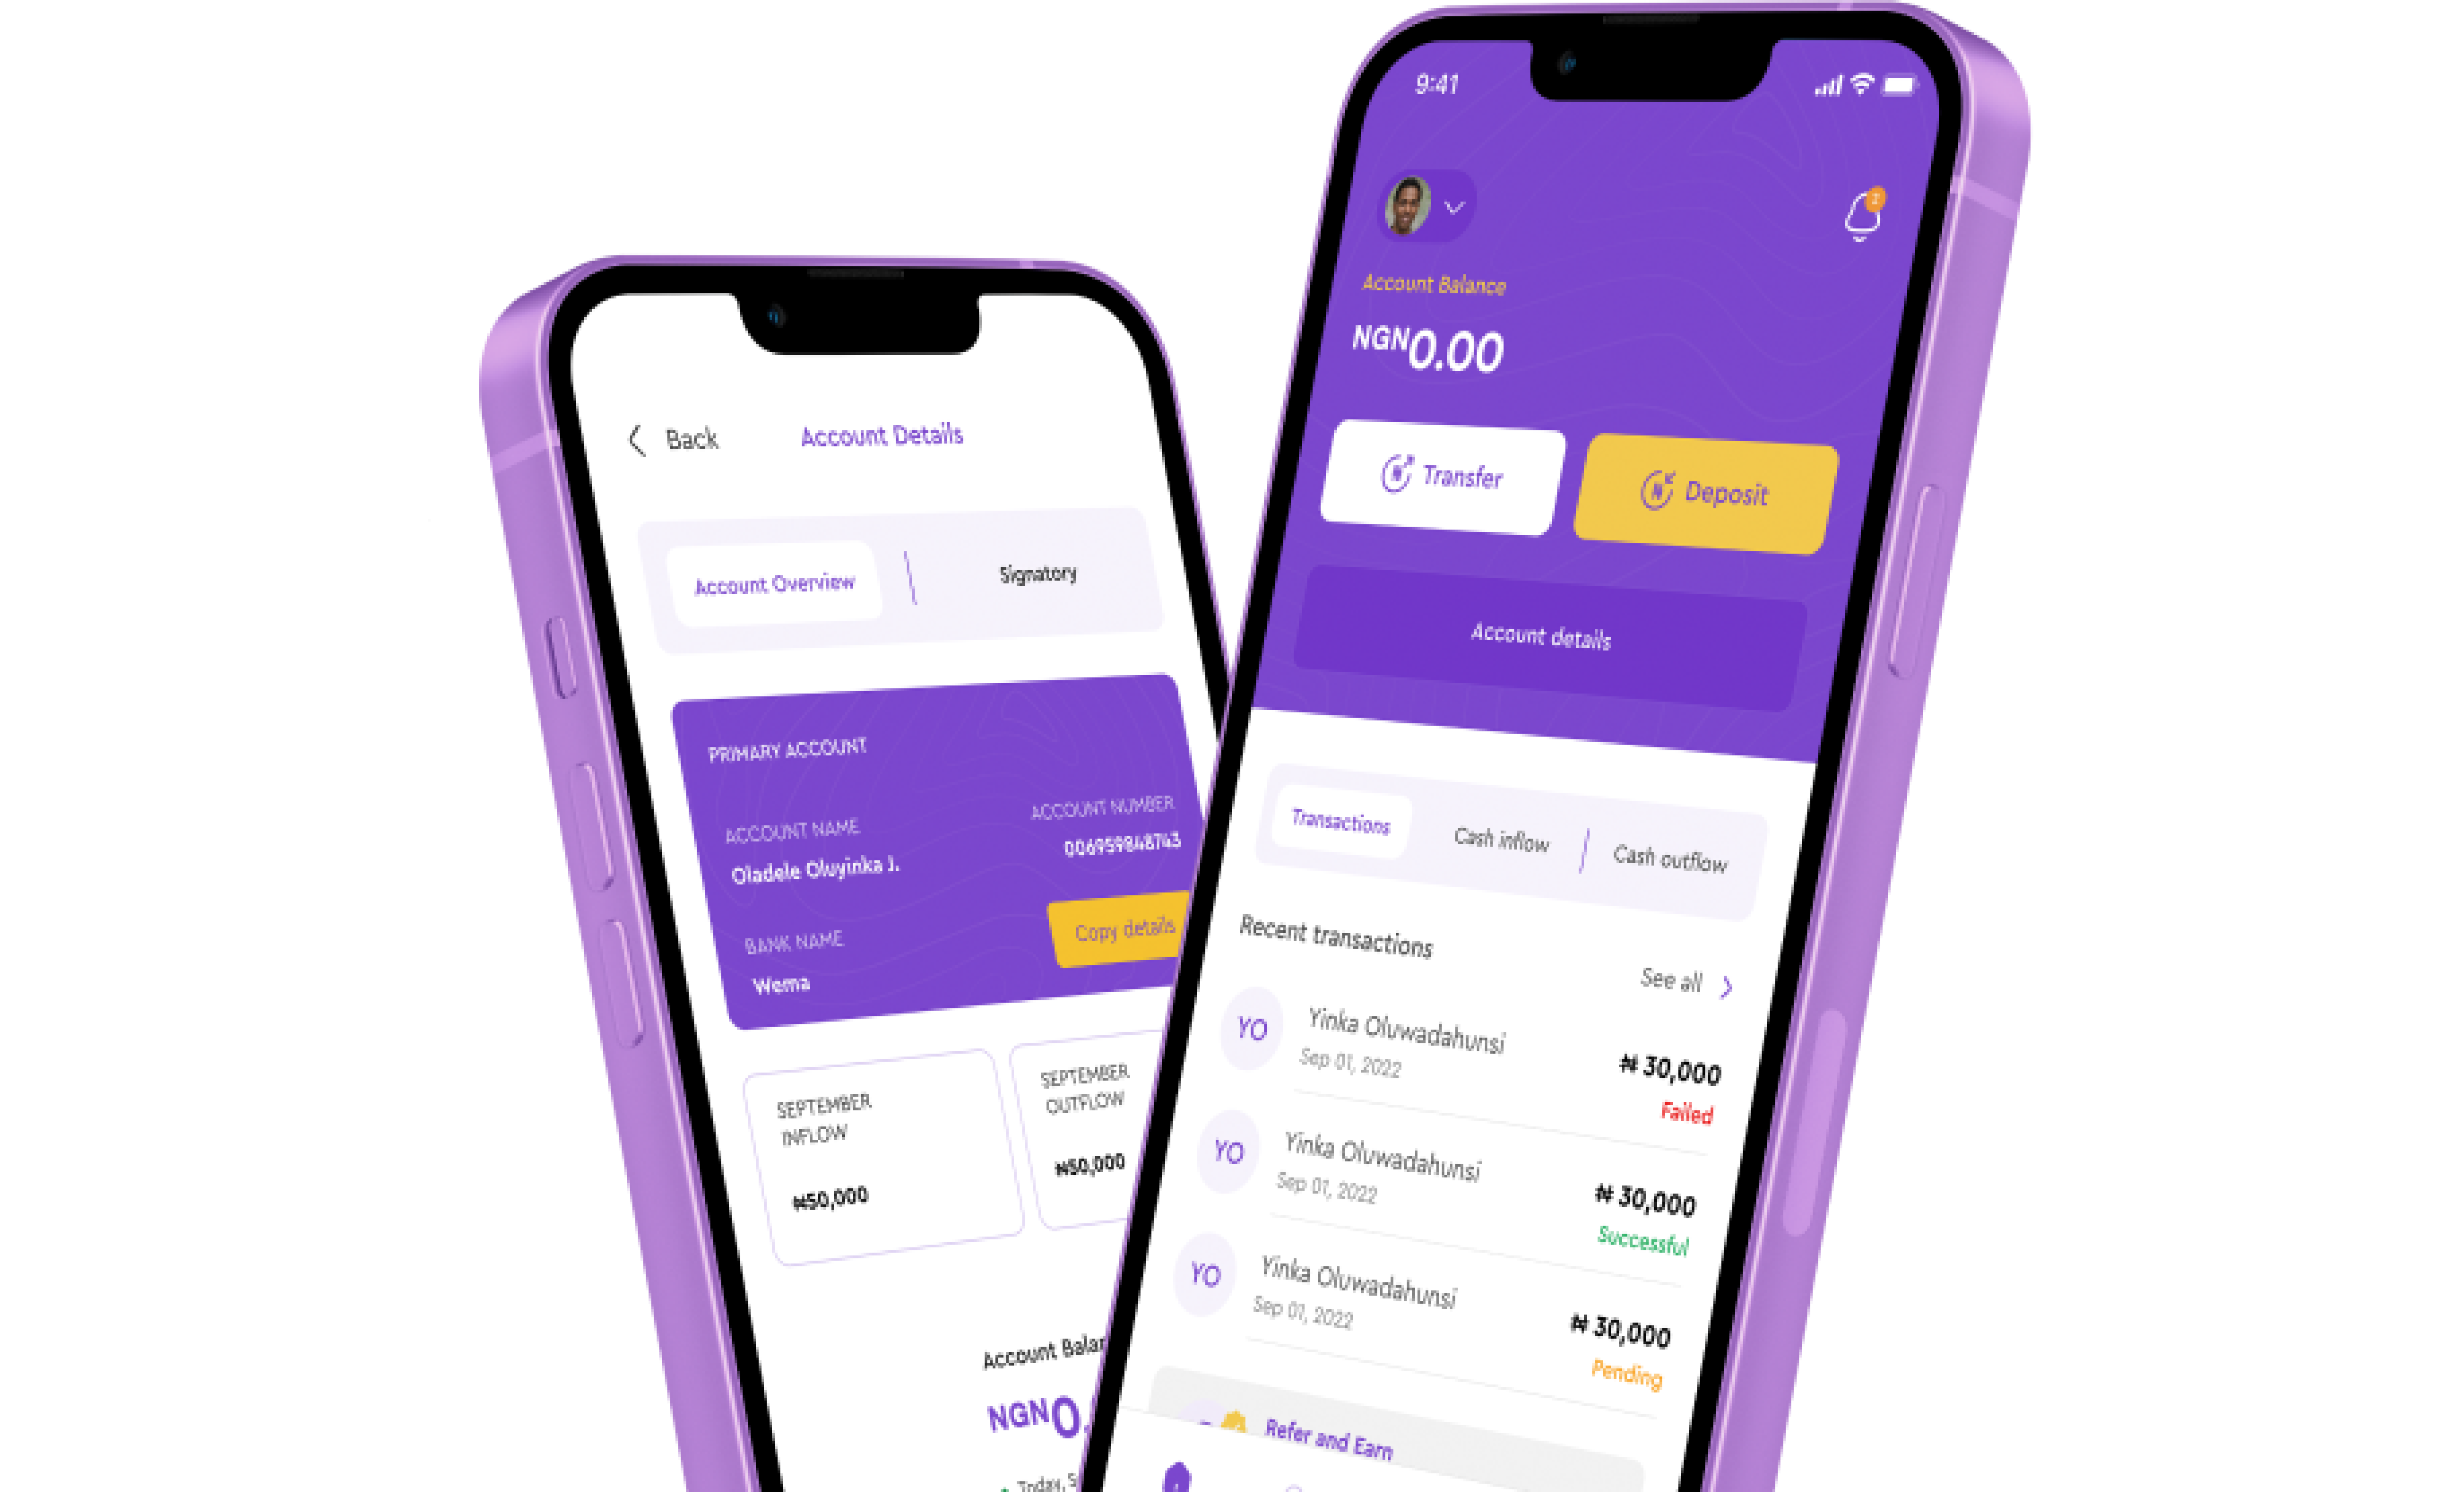 Back
Account Details
Account Overview
Signatory
PRIMARY ACCOUNT
ACCOUNT NAME
ACCOUNT NUMBER
Oladele Oluyinka J.
006959848743
BANK NAME
Copy details
Wema
SEPTEMBER
INFLOW
₦50,000
SEPTEMBER
OUTFLOW
₦50,000
Account
NGN0.
Today,
9:41
2
Account Balance
NGN0.00
Transfer
Deposit
Account details
Transactions
Cash inflow
Cash outflow
Recent transactions
See all
YO
Yinka Oluwadahunsi
Sep 01, 2022
₦ 30,000
Failed
YO
Yinka Oluwadahunsi
Sep 01, 2022
₦ 30,000
Successful
YO
Yinka Oluwadahunsi
Sep 01, 2022
₦ 30,000
Pending
Refer and Earn